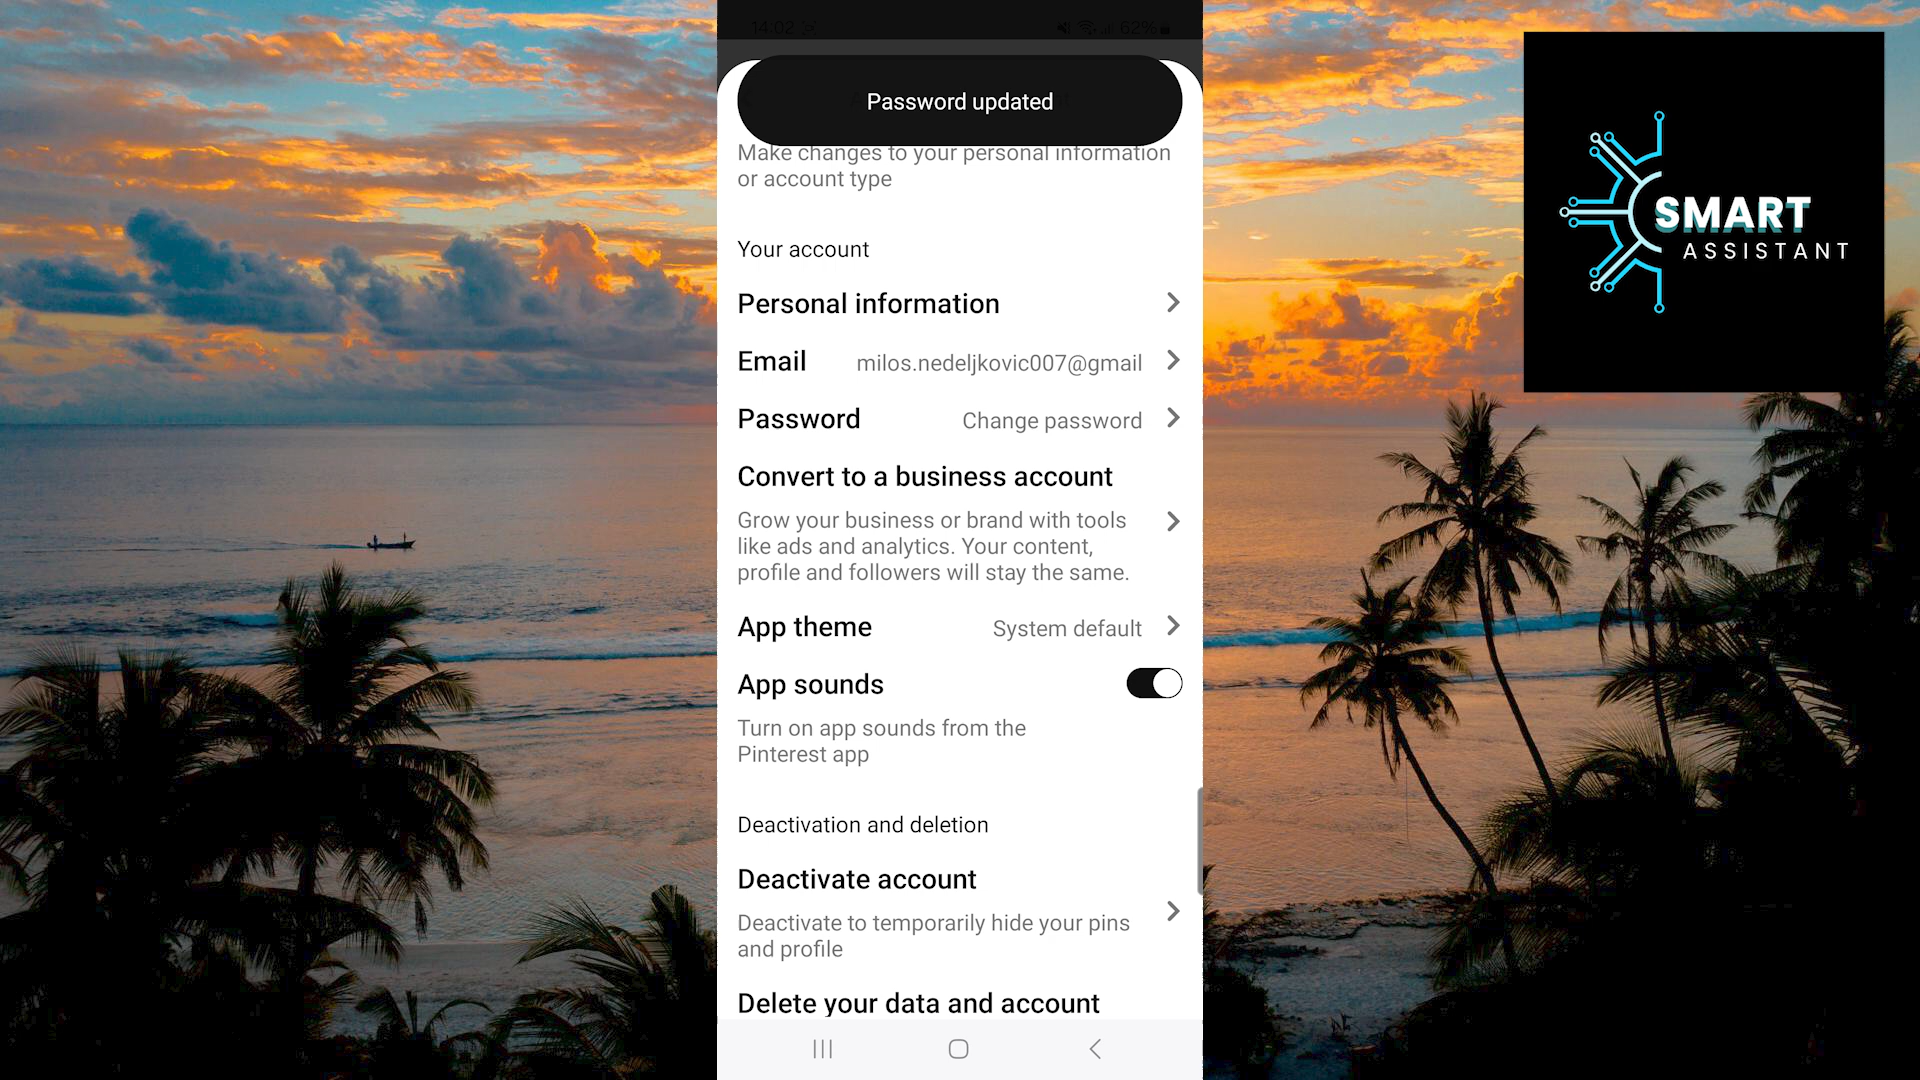 14.02
62%
Password updated
Make changes to your personal information
or account type
Your account
Personal information
Email milos.nedeljkovic007@gmail
Password Change password
Convert to a business account
Grow your business or brand with tools
like ads and analytics. Your content,
profile and followers will stay the same.
App theme System default
App sounds
Turn on app sounds from the
Pinterest app
Deactivation and deletion
Deactivate account
Deactivate to temporarily hide your pins
and profile
Delete your data and account
SMART
ASSISTANT